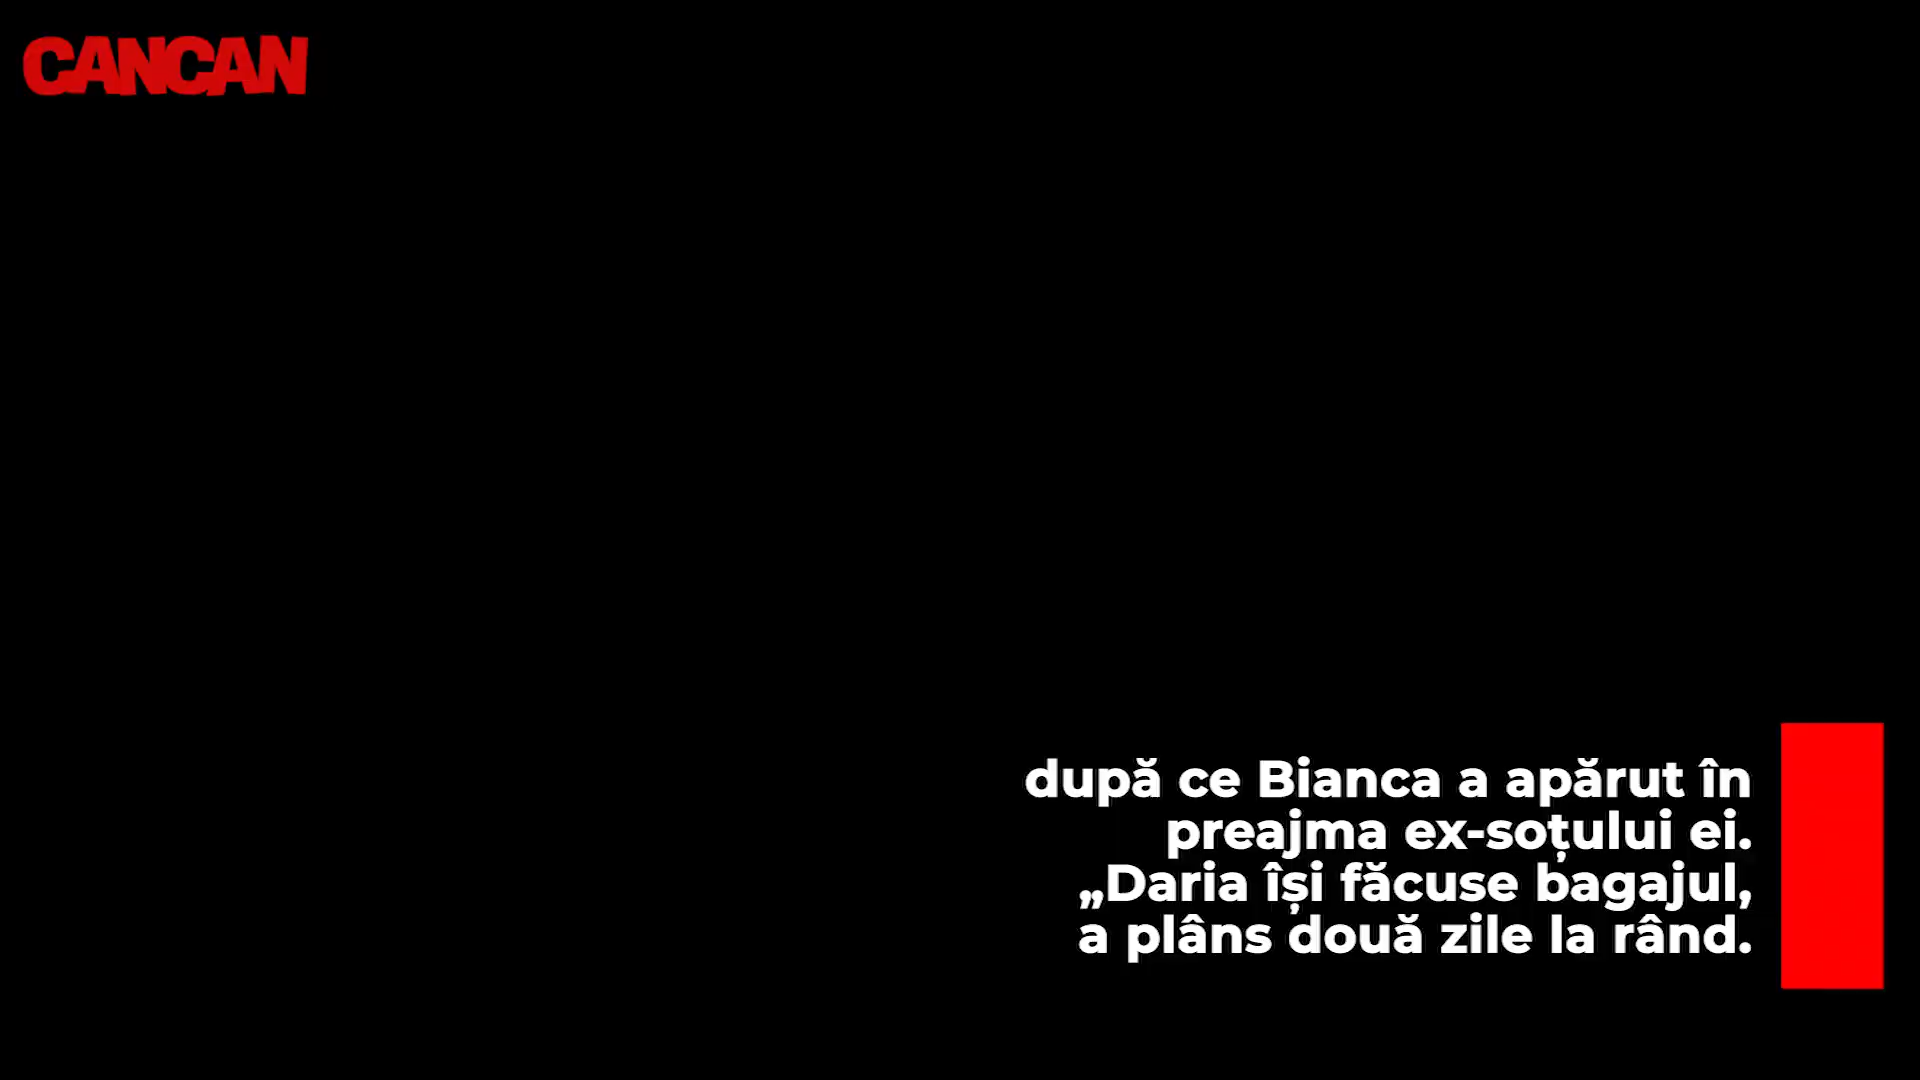 CANCAN
după ce Bianca a apărut în
preajma ex-soțului ei.
„Daria își făcuse bagajul,
a plâns două zile la rând.